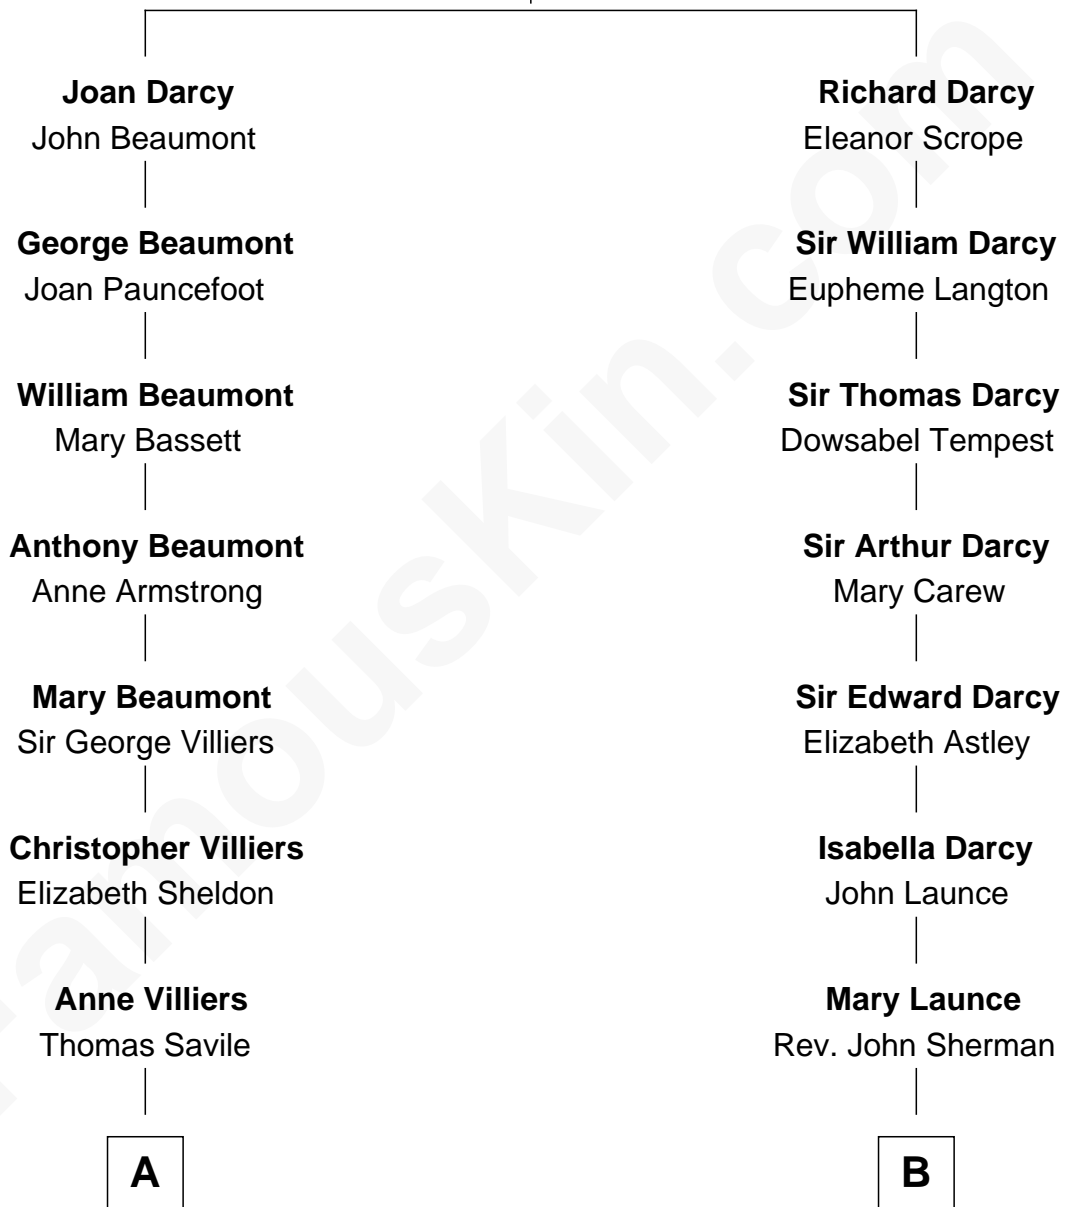 Joan Darcy
John Beaumont
George Beaumont
Joan Pauncefoot
William Beaumont
Mary Bassett
Anthony Beaumont
Anne Armstrong
Mary Beaumont
Sir George Villiers
Christopher Villiers
Elizabeth Sheldon
Anne Villiers
Thomas Savile
A
Richard Darcy
Eleanor Scrope
Sir William Darcy
Eupheme Langton
Sir Thomas Darcy
Dowsabel Tempest
Sir Arthur Darcy
Mary Carew
Sir Edward Darcy
Elizabeth Astley
Isabella Darcy
John Launce
Mary Launce
Rev. John Sherman
B
FamousKin.com